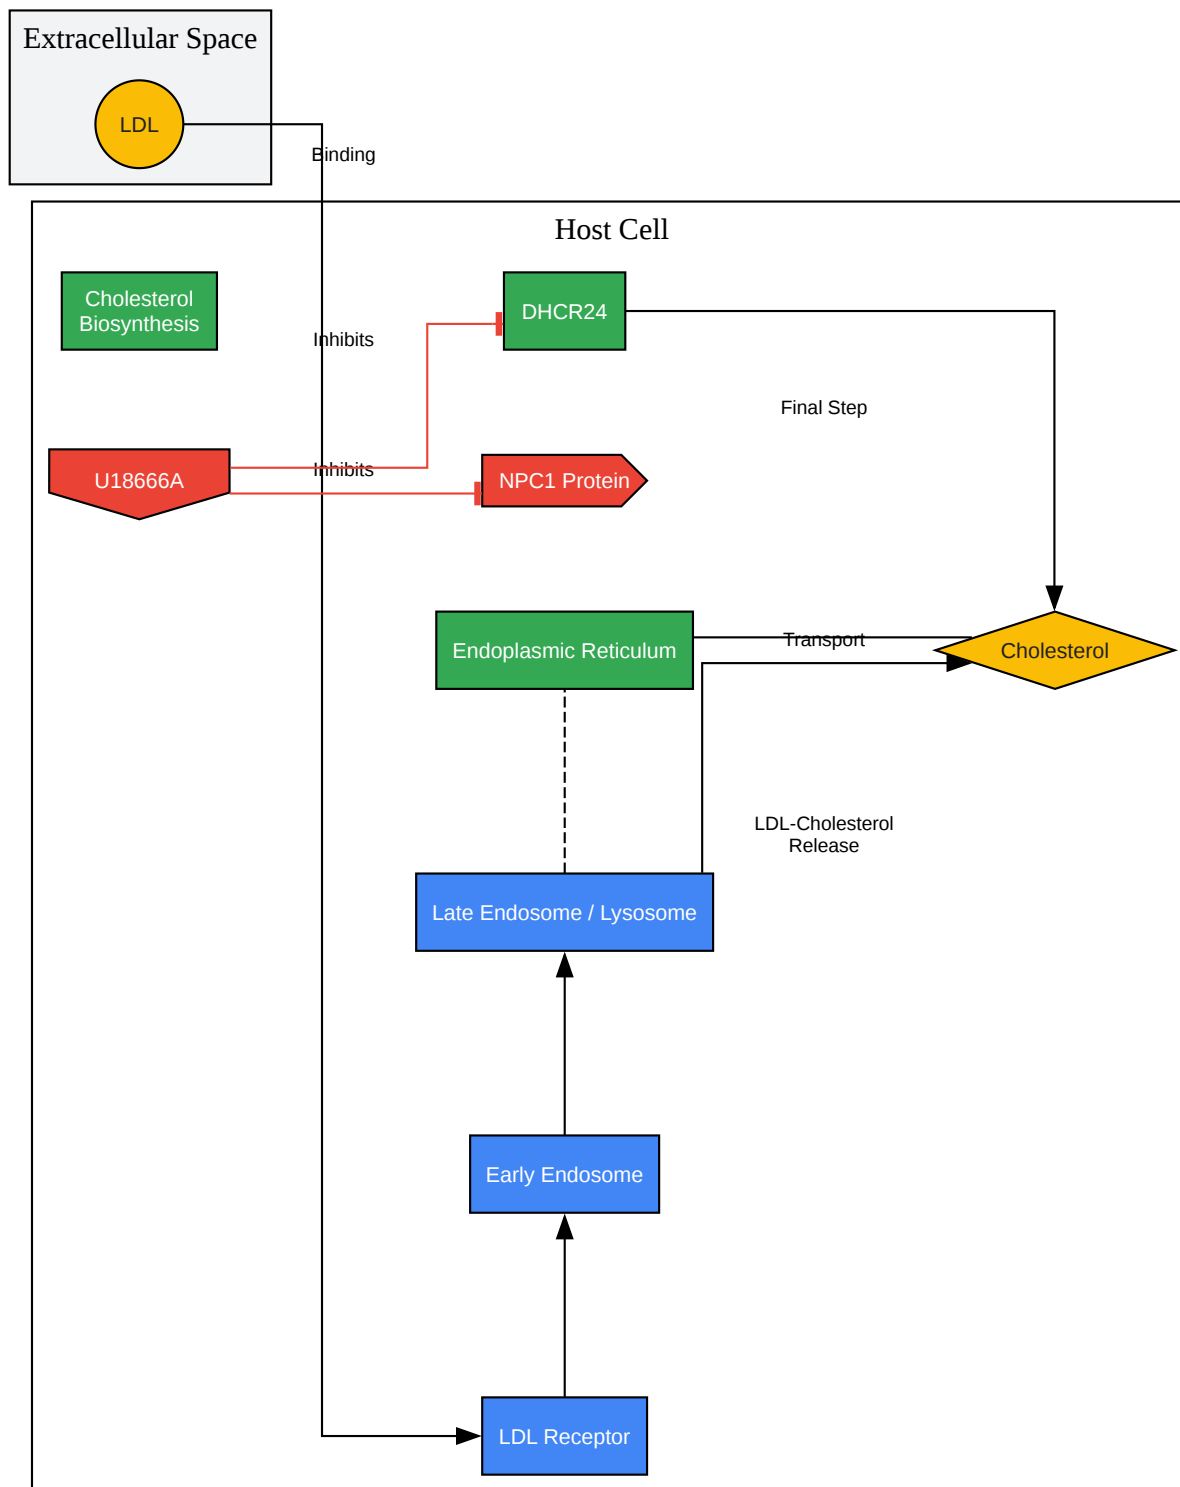 Extracellular Space
LDL
Binding
Host Cell
Cholesterol
Biosynthesis
DHCR24
Inhibits
Final Step
U18666A
Inhibits
NPC1 Protein
Endoplasmic Reticulum
Transport
Cholesterol
LDL-Cholesterol
Release
Late Endosome / Lysosome
Early Endosome
LDL Receptor